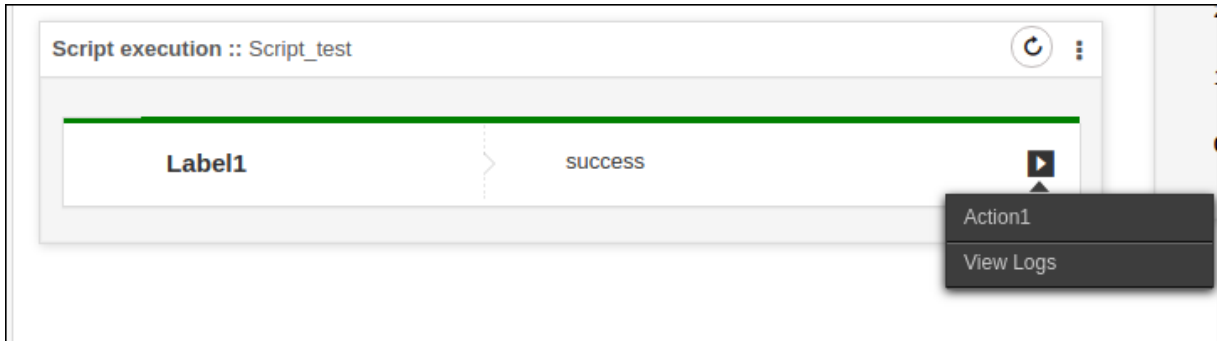 Script execution :: Script_test
Label1
success
Action1
View Logs